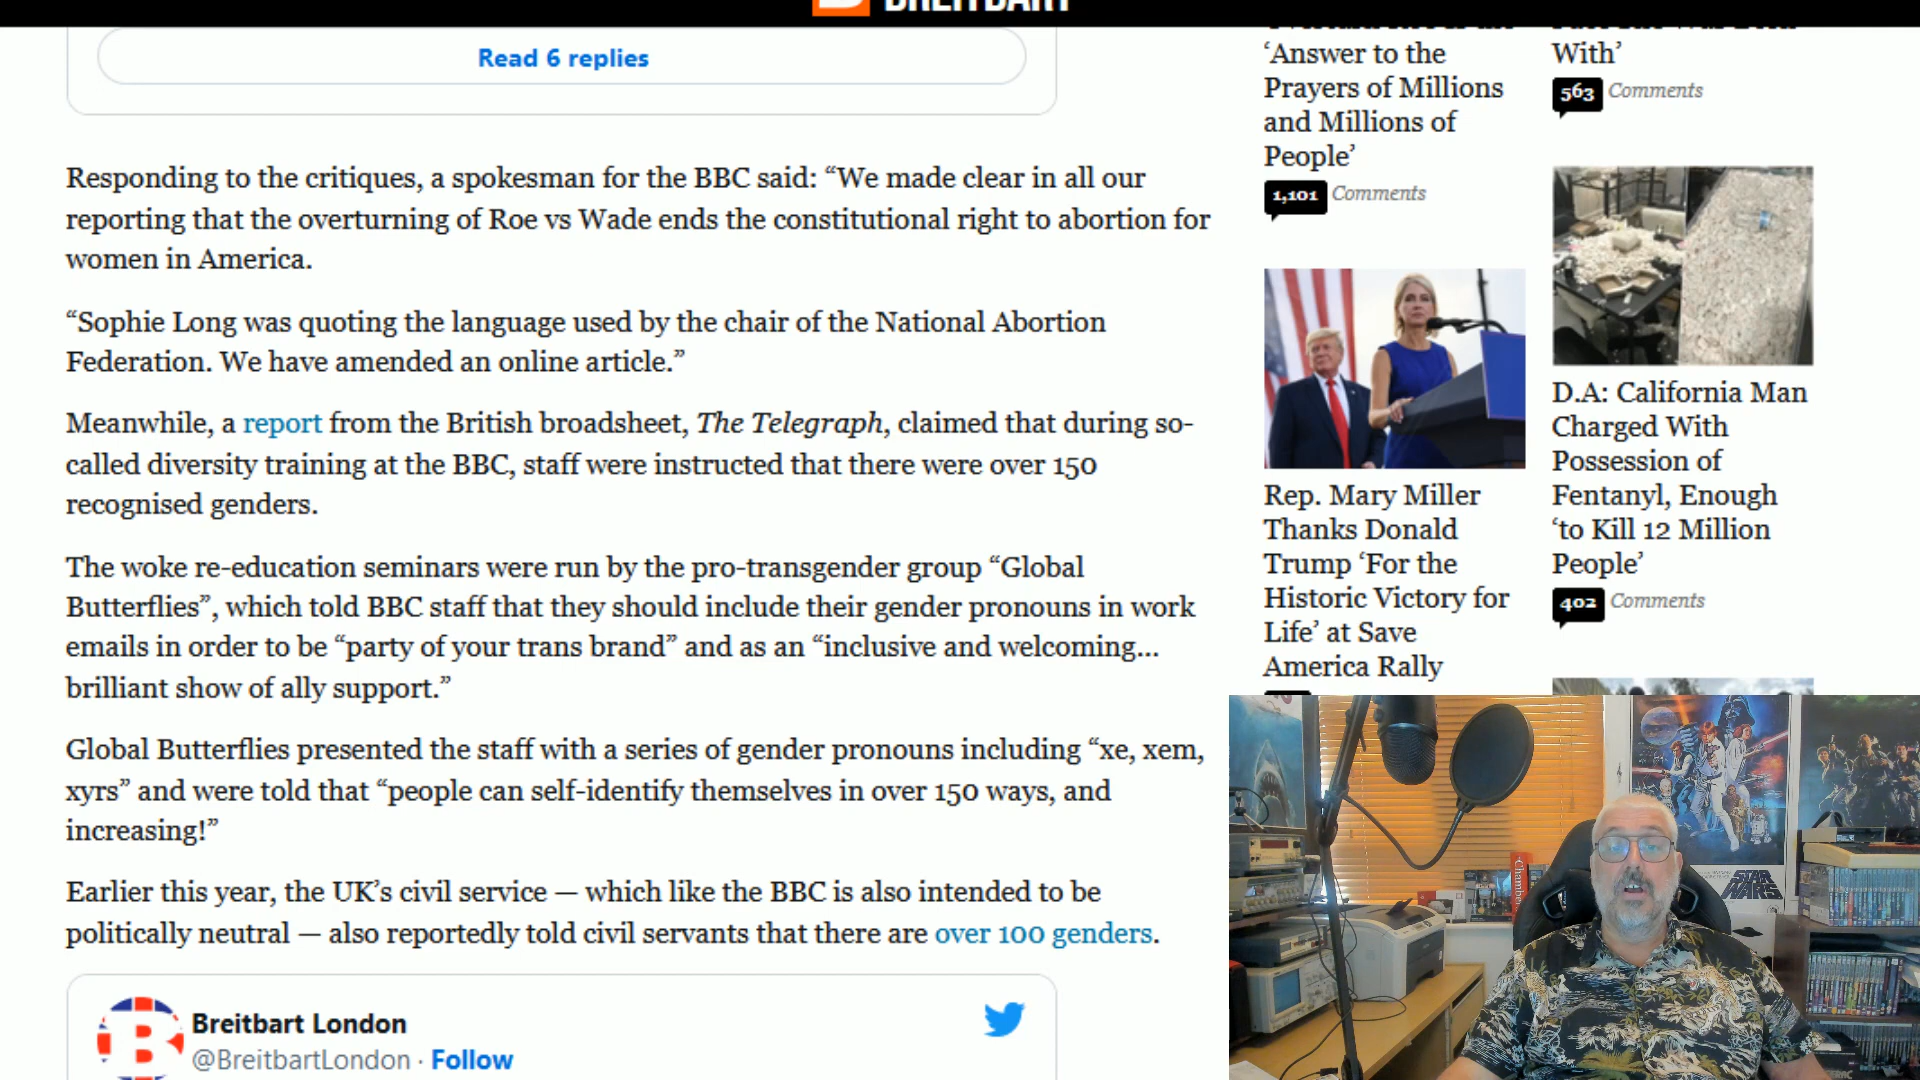 BREITBART
Read 6 replies
Responding to the critiques, a spokesman for the BBC said: “We made clear in all our
reporting that the overturning of Roe vs Wade ends the constitutional right to abortion for
women in America.
“Sophie Long was quoting the language used by the chair of the National Abortion
Federation. We have amended an online article.”
Meanwhile, a report from the British broadsheet, The Telegraph, claimed that during so-
called diversity training at the BBC, staff were instructed that there were over 150
recognised genders.
The woke re-education seminars were run by the pro-transgender group “Global
Butterflies”, which told BBC staff that they should include their gender pronouns in work
emails in order to be “party of your trans brand” and as an “inclusive and welcoming...
brilliant show of ally support.”
Global Butterflies presented the staff with a series of gender pronouns including “xe, xem,
xyrs” and were told that “people can self-identify themselves in over 150 ways, and
increasing!”
Earlier this year, the UK’s civil service — which like the BBC is also intended to be
politically neutral — also reportedly told civil servants that there are over 100 genders.
Breitbart London
@BreitbartLondon · Follow
‘Answer to the
Prayers of Millions
and Millions of
People’
1,101 Comments
Rep. Mary Miller
Thanks Donald
Trump ‘For the
Historic Victory for
Life’ at Save
America Rally
With’
563 Comments
D.A: California Man
Charged With
Possession of
Fentanyl, Enough
‘to Kill 12 Million
People’
402 Comments
STAR
WARS